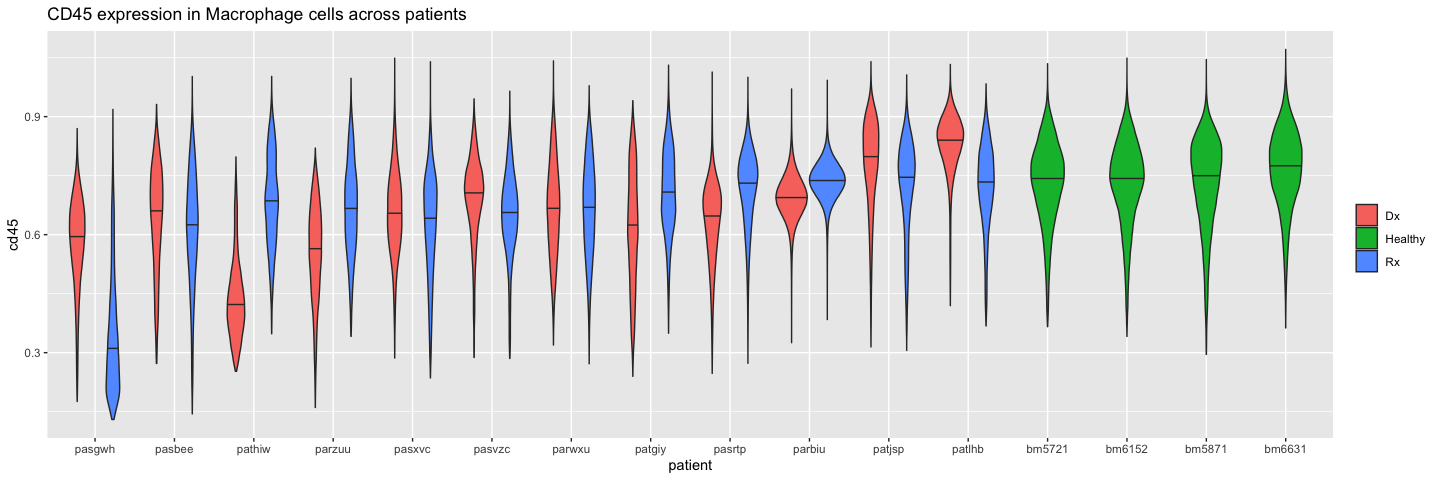 CD45 expression in Macrophage cells across patients
cd45
0.9
0.6
0.3
pasgwh pasbee pathiw parzuu pasxvc pasvzc parwxu patgiy pasrtp parbiu patjsp patlhb bm5721 bm6152 bm5871 bm6631
patient
Dx
Healthy
Rx